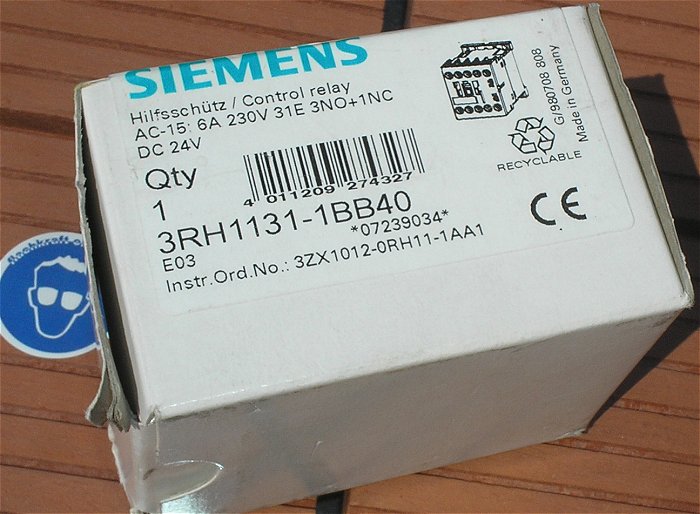 SIEMENS
Hilfsschütz / Control relay
AC-15: 6A 230V 31E 3NO+1NC
DC 24V
Qty
1
4 011209 274327
3RH1131-1BB40
*07239034*
E03
Instr.Ord.No.: 3ZX1012-0RH11-1AA1
G/980708 808
Made in Germany
RECYCLABLE
CE